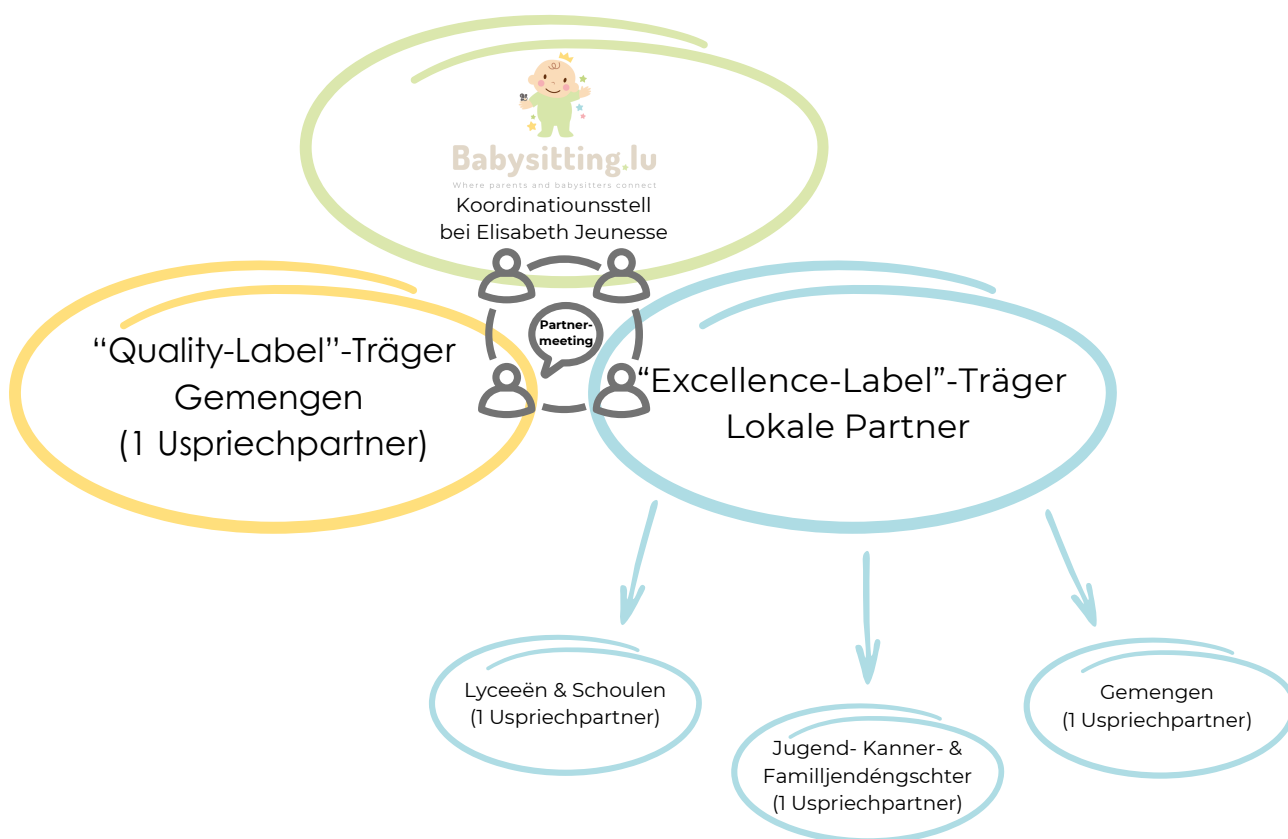 Babysitting.lu
Where parents and babysitters connect
Koordinatiounsstell
bei Elisabeth Jeunesse
Partner-
meeting
“Quality-Label”-Träger
Gemengen
(1 Uspriechpartner)
“Excellence-Label”-Träger
Lokale Partner
Lyceeën & Schoulen
(1 Uspriechpartner)
Jugend- Kanner- &
Familljendéngschter
(1 Uspriechpartner)
Gemengen
(1 Uspriechpartner)